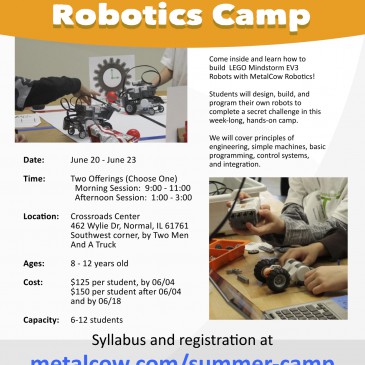 Robotics Camp
Come inside and learn how to
build  LEGO Mindstorm EV3
Robots with MetalCow Robotics!
Students will design, build, and
program their own robots to
complete a secret challenge in this
week-long, hands-on camp.
We will cover principles of
engineering, simple machines, basic
programming, control systems,
and integration.
Date: June 20 - June 23
Time: Two Offerings (Choose One)
Morning Session:  9:00 - 11:00
Afternoon Session:  1:00 - 3:00
Location: Crossroads Center
462 Wylie Dr, Normal, IL 61761
Southwest corner, by Two Men
And A Truck
Ages: 8 - 12 years old
Cost: $125 per student, by 06/04
$150 per student after 06/04
and by 06/18
Capacity: 6-12 students
Syllabus and registration at
metalcow.com/summer-camp